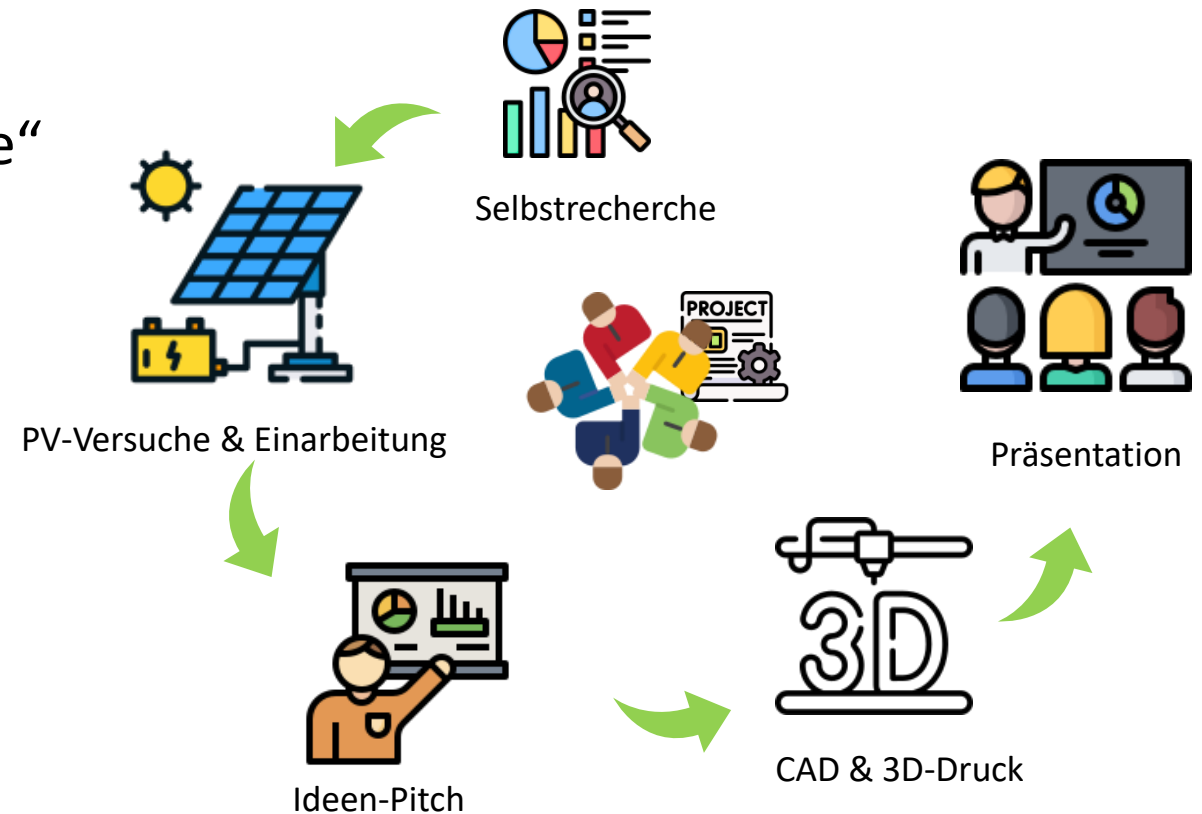 e“
Selbstrecherche
PV-Versuche & Einarbeitung
PROJECT
Präsentation
Ideen-Pitch
3D
CAD & 3D-Druck